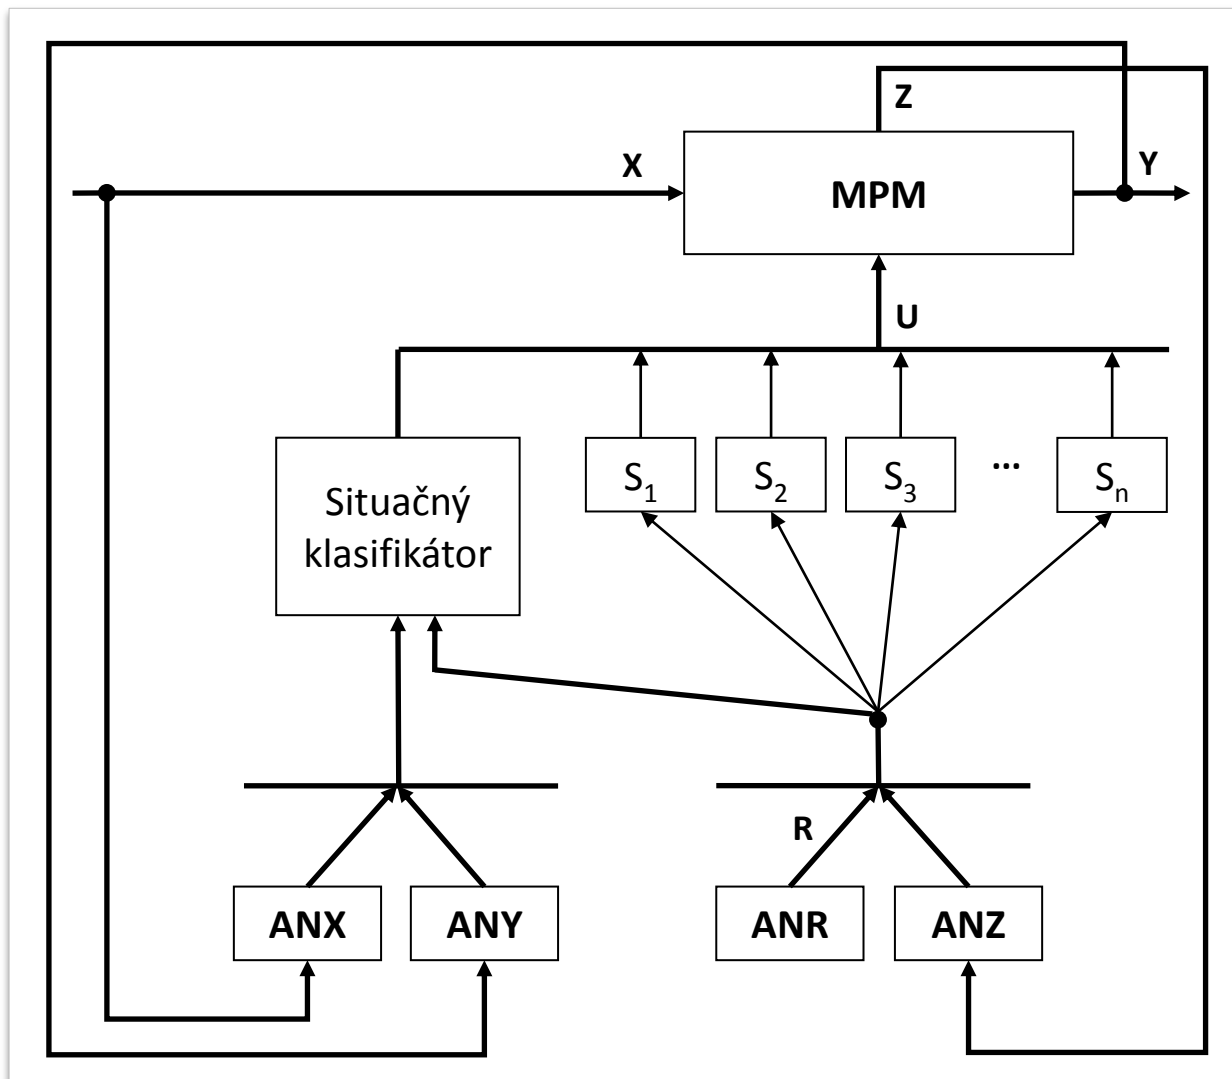 Z
X
Y
MPM
U
Situačný
klasifikátor
S1
S2
S3
...
Sn
R
ANX
ANY
ANR
ANZ